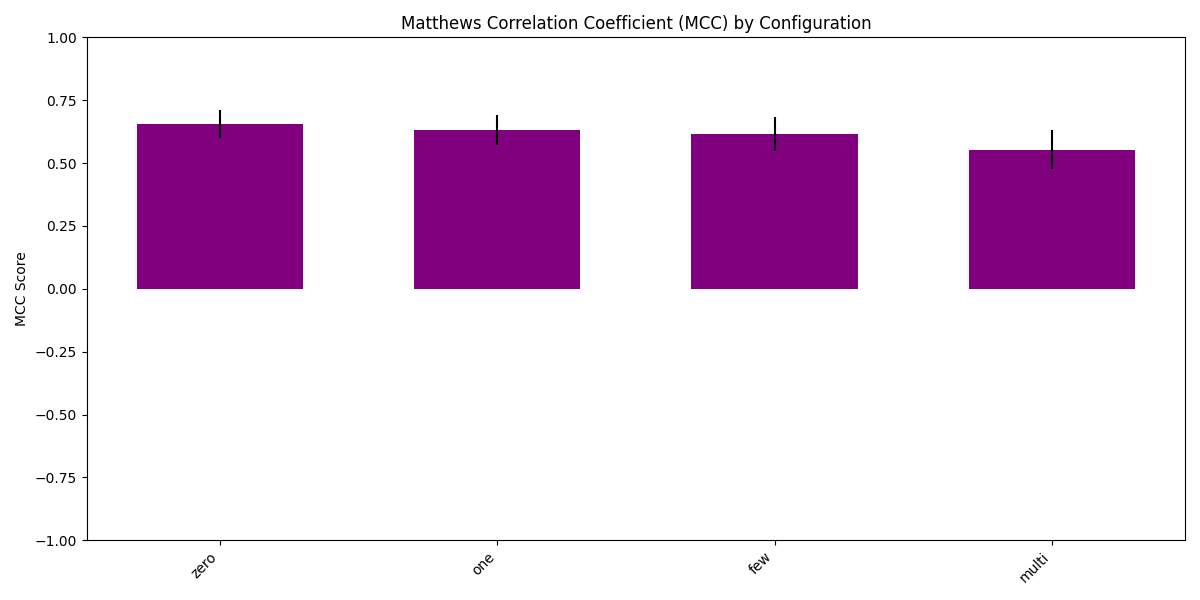 Matthews Correlation Coefficient (MCC) by Configuration
MCC Score
1.00
0.75
0.50
0.25
0.00
−0.25
−0.50
−0.75
−1.00
zero
one
few
multi